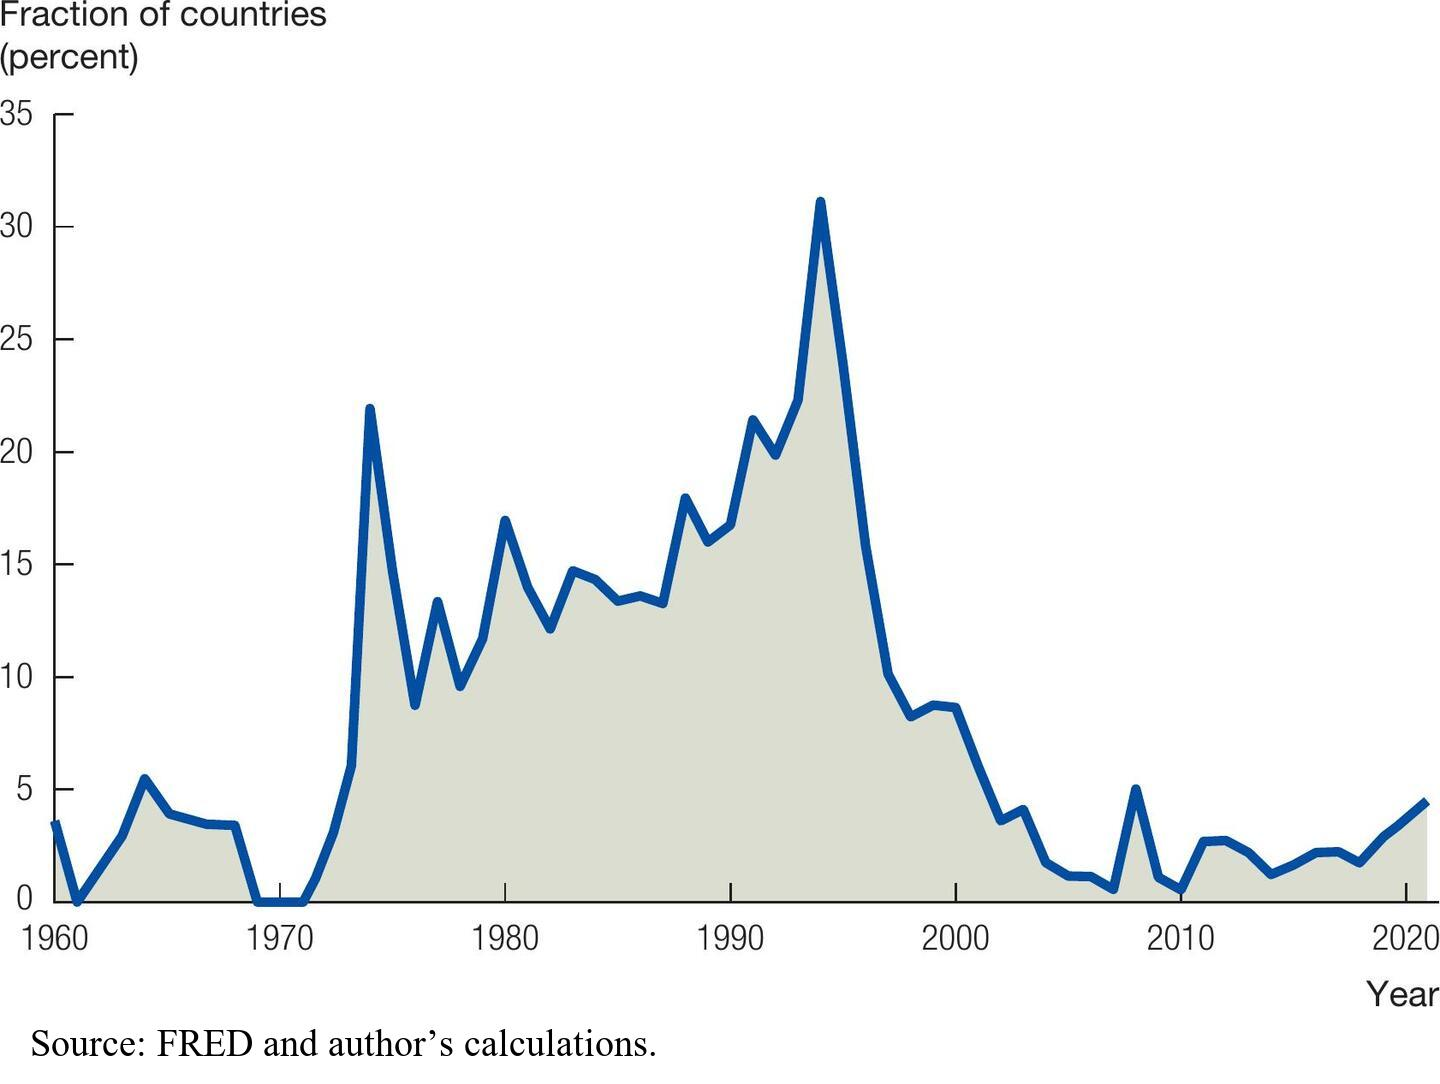 Fraction of countries
(percent)
35
30
25
20
15
10
5
0
1960 1970 1980 1990 2000 2010 2020
Year
Source: FRED and author’s calculations.